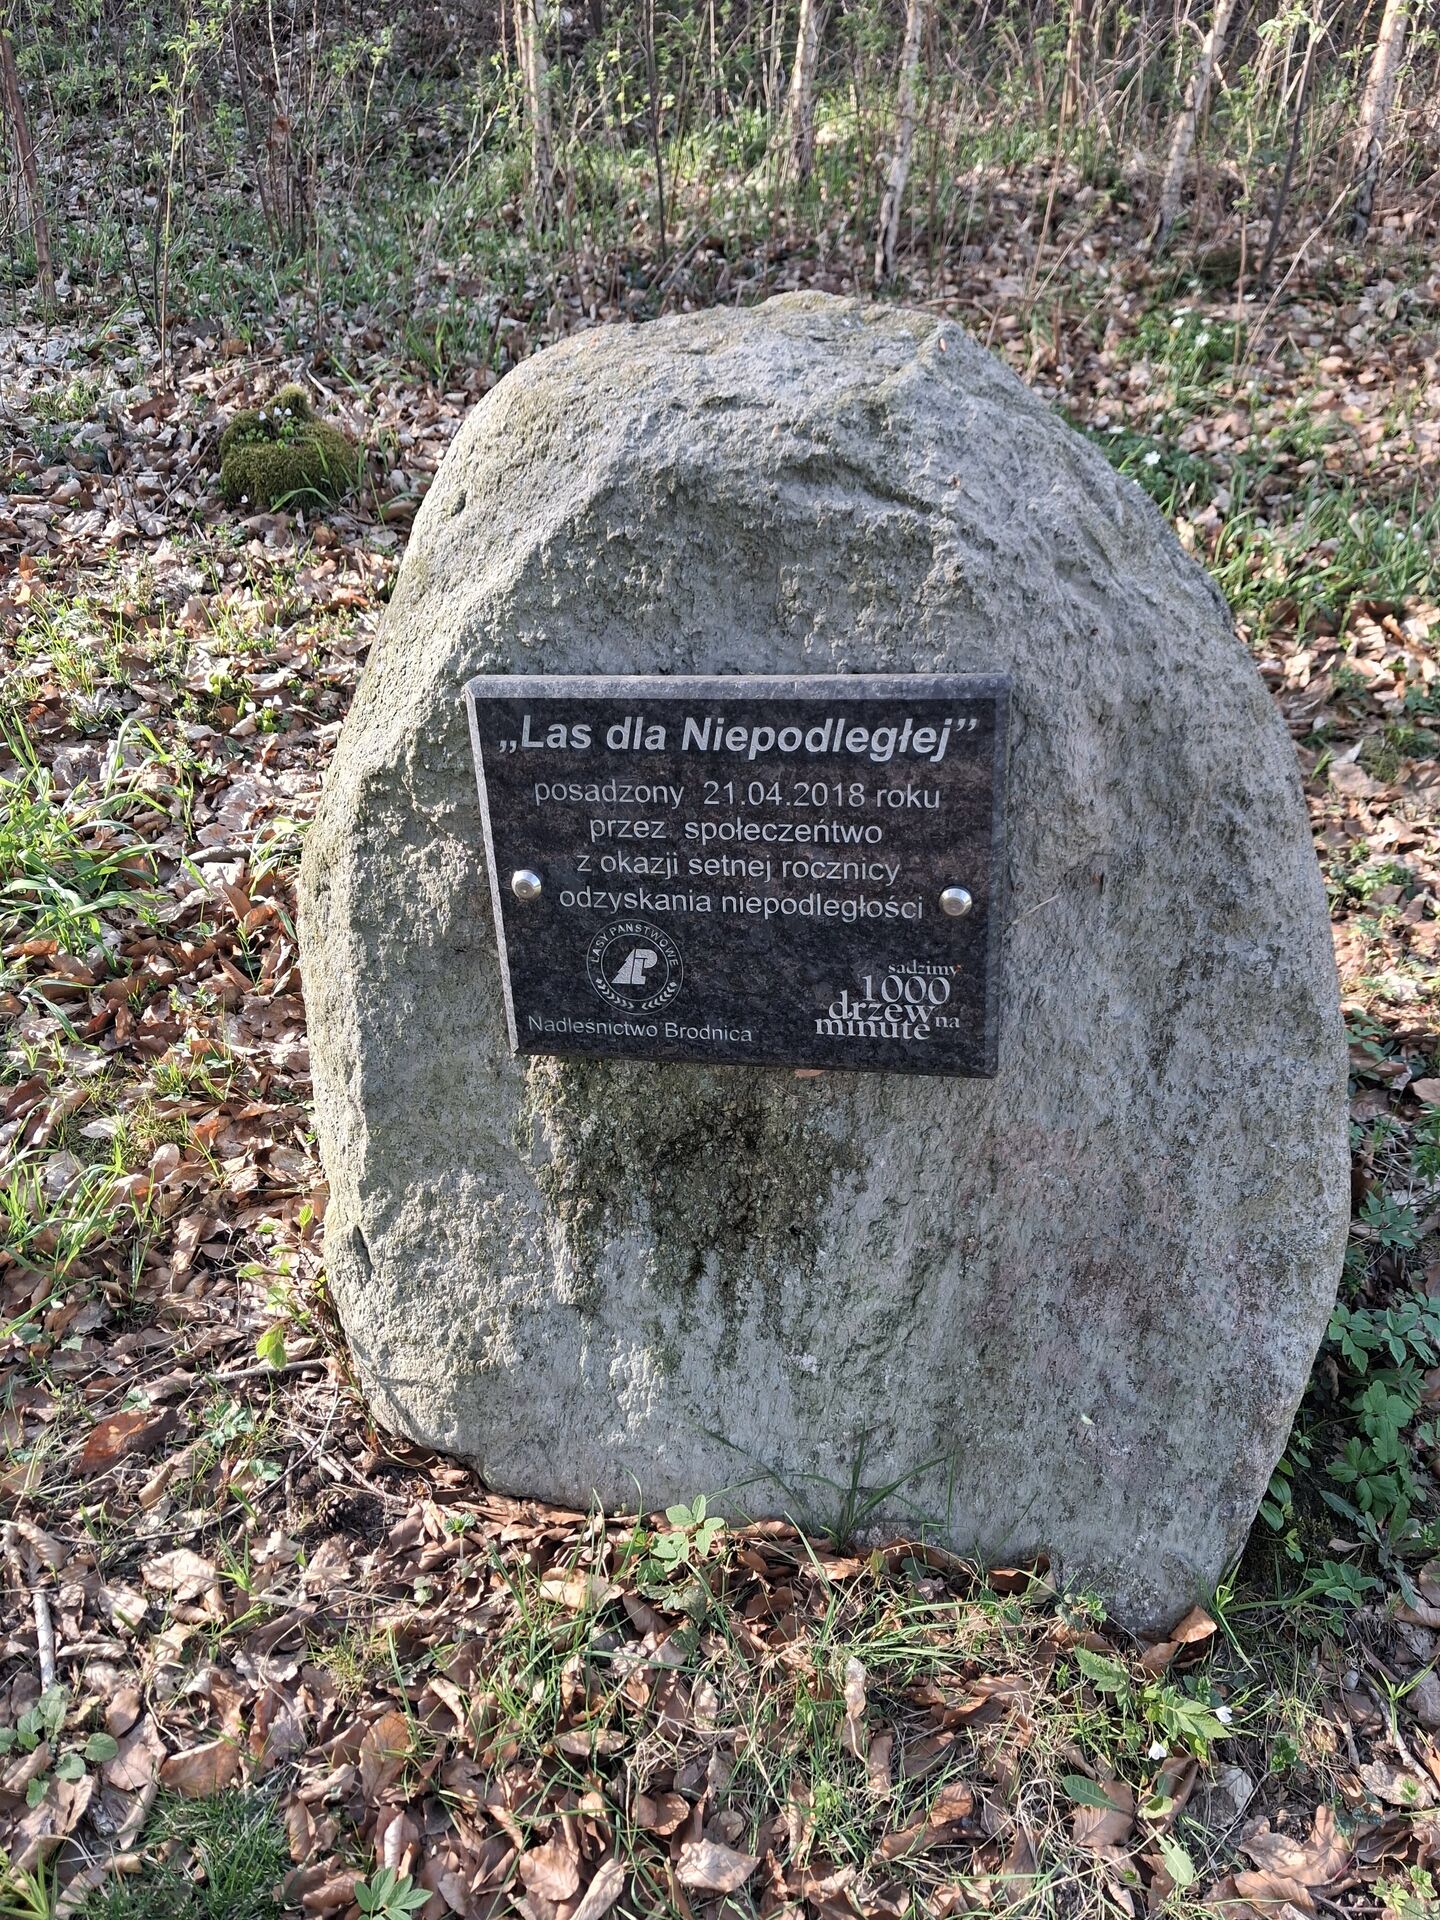 „Las dla Niepodległej”
posadzony 21.04.2018 roku
przez społeczeństwo
z okazji setnej rocznicy
odzyskania niepodległości
LASY PAŃSTWOWE
LP
Nadleśnictwo Brodnica
sadzimy
1000
drzew na
minutę